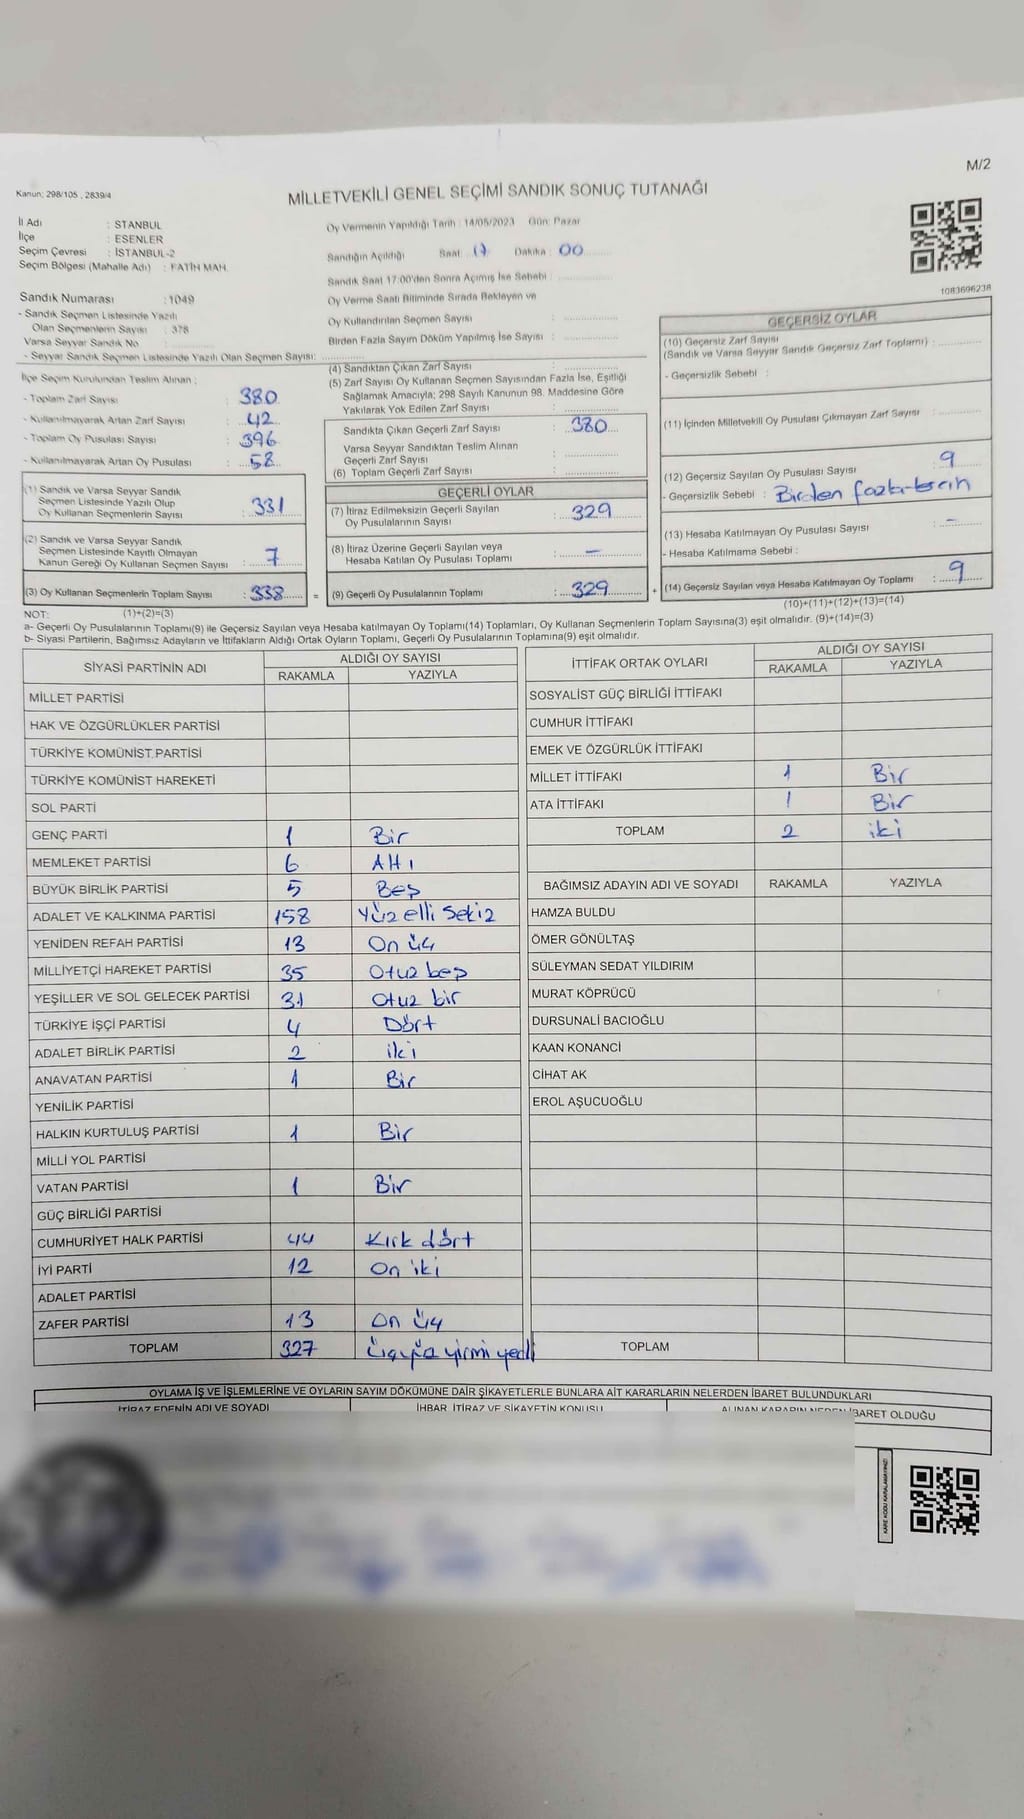 M/2
Kanun; 298/105 , 2839/4
MİLLETVEKİLİ GENEL SEÇİMİ SANDIK SONUÇ TUTANAĞI
İl Adı : STANBUL
İlçe : ESENLER
Seçim Çevresi : İSTANBUL-2
Seçim Bölgesi (Mahalle Adı) : FATİH MAH.
Sandık Numarası : 1049
- Sandık Seçmen Listesinde Yazılı
Olan Seçmenlerin Sayısı : 378
Varsa Seyyar Sandık No
- Seyyar Sandık Seçmen Listesinde Yazılı Olan Seçmen Sayısı:
Oy Vermenin Yapıldığı Tarih : 14/05/2023 Gün: Pazar
Sandığın Açıldığı Saat : 17 Dakika : 00
Sandık Saat 17:00'den Sonra Açımış İse Sebebi :
Oy Verme Saati Bitiminde Sırada Bekleyen ve
Oy Kullandırılan Seçmen Sayısı :
Birden Fazla Sayım Döküm Yapılmış İse Sayısı :
1083696238
İlçe Seçim Kurulundan Teslim Alınan ;
- Toplam Zarf Sayısı : 380
- Kullanılmayarak Artan Zarf Sayısı : 42
- Toplam Oy Pusulası Sayısı : 396
- Kullanılmayarak Artan Oy Pusulası : 58
(1) Sandık ve Varsa Seyyar Sandık
Seçmen Listesinde Yazılı Olup
Oy Kullanan Seçmenlerin Sayısı : 331
(2) Sandık ve Varsa Seyyar Sandık
Seçmen Listesinde Kayıtlı Olmayan
Kanun Gereği Oy Kullanan Seçmen Sayısı : 7
(3) Oy Kullanan Seçmenlerin Toplam Sayısı : 338 =
(4) Sandıktan Çıkan Zarf Sayısı :
(5) Zarf Sayısı Oy Kullanan Seçmen Sayısından Fazla İse, Eşitliği
Sağlamak Amacıyla; 298 Sayılı Kanunun 98. Maddesine Göre
Yakılarak Yok Edilen Zarf Sayısı :
Sandıkta Çıkan Geçerli Zarf Sayısı : 380
Varsa Seyyar Sandıktan Teslim Alınan
Geçerli Zarf Sayısı :
(6) Toplam Geçerli Zarf Sayısı :
GEÇERLİ OYLAR
(7) İtiraz Edilmeksizin Geçerli Sayılan
Oy Pusulalarının Sayısı : 329
(8) İtiraz Üzerine Geçerli Sayılan veya
Hesaba Katılan Oy Pusulası Toplamı : -
(9) Geçerli Oy Pusulalarının Toplamı : 329 +
GEÇERSİZ OYLAR
(10) Geçersiz Zarf Sayısı
(Sandık ve Varsa Seyyar Sandık Geçersiz Zarf Toplamı) :
- Geçersizlik Sebebi :
(11) İçinden Milletvekili Oy Pusulası Çıkmayan Zarf Sayısı :
(12) Geçersiz Sayılan Oy Pusulası Sayısı : 9
- Geçersizlik Sebebi : Birden fazla
(13) Hesaba Katılmayan Oy Pusulası Sayısı : -
- Hesaba Katılmama Sebebi :
(14) Geçersiz Sayılan veya Hesaba Katılmayan Oy Toplamı : 9
(10)+(11)+(12)+(13)=(14)
NOT: (1)+(2)=(3)
a- Geçerli Oy Pusulalarının Toplamı(9) ile Geçersiz Sayılan veya Hesaba Katılmayan Oy Toplamı(14) Toplamları, Oy Kullanan Seçmenlerin Toplam Sayısına(3) eşit olmalıdır. (9)+(14)=(3)
b- Siyasi Partilerin, Bağımsız Adayların ve İttifakların Aldığı Ortak Oyların Toplamı, Geçerli Oy Pusulalarının Toplamına(9) eşit olmalıdır.
SİYASİ PARTİNİN ADI
ALDIĞI OY SAYISI
RAKAMLA YAZIYLA
MİLLET PARTİSİ
HAK VE ÖZGÜRLÜKLER PARTİSİ
TÜRKİYE KOMÜNİST PARTİSİ
TÜRKİYE KOMÜNİST HAREKETİ
SOL PARTİ
GENÇ PARTİ 1 Bir
MEMLEKET PARTİSİ 6 Altı
BÜYÜK BİRLİK PARTİSİ 5 Beş
ADALET VE KALKINMA PARTİSİ 158 Yüz elli Sekiz
YENİDEN REFAH PARTİSİ 13 On üç
MİLLİYETÇİ HAREKET PARTİSİ 35 Otuz beş
YEŞİLLER VE SOL GELECEK PARTİSİ 31 Otuz bir
TÜRKİYE İŞÇİ PARTİSİ 4 Dört
ADALET BİRLİK PARTİSİ 2 iki
ANAVATAN PARTİSİ 1 Bir
YENİLİK PARTİSİ
HALKIN KURTULUŞ PARTİSİ 1 Bir
MİLLİ YOL PARTİSİ
VATAN PARTİSİ 1 Bir
GÜÇ BİRLİĞİ PARTİSİ
CUMHURİYET HALK PARTİSİ 44 Kırk dört
İYİ PARTİ 12 On iki
ADALET PARTİSİ
ZAFER PARTİSİ 13 On üç
TOPLAM 327 üçyüz yirmi yedi
İTTİFAK ORTAK OYLARI
ALDIĞI OY SAYISI
RAKAMLA YAZIYLA
SOSYALİST GÜÇ BİRLİĞİ İTTİFAKI
CUMHUR İTTİFAKI
EMEK VE ÖZGÜRLÜK İTTİFAKI
MİLLET İTTİFAKI 1 Bir
ATA İTTİFAKI 1 Bir
TOPLAM 2 iki
BAĞIMSIZ ADAYIN ADI VE SOYADI RAKAMLA YAZIYLA
HAMZA BULDU
ÖMER GÖNÜLTAŞ
SÜLEYMAN SEDAT YILDIRIM
MURAT KÖPRÜCÜ
DURSUNALİ BACIOĞLU
KAAN KONANCİ
CİHAT AK
EROL AŞUCUOĞLU
TOPLAM
OYLAMA İŞ VE İŞLEMLERİNE VE OYLARIN SAYIM DÖKÜMÜNE DAİR ŞİKAYETLERLE BUNLARA AİT KARARLARIN NELERDEN İBARET BULUNDUKLARI
İTİRAZ EDENİN ADI VE SOYADI İHBAR, İTİRAZ VE ŞİKAYETİN KONUSU ALINAN KARARIN NEDEN İBARET OLDUĞU